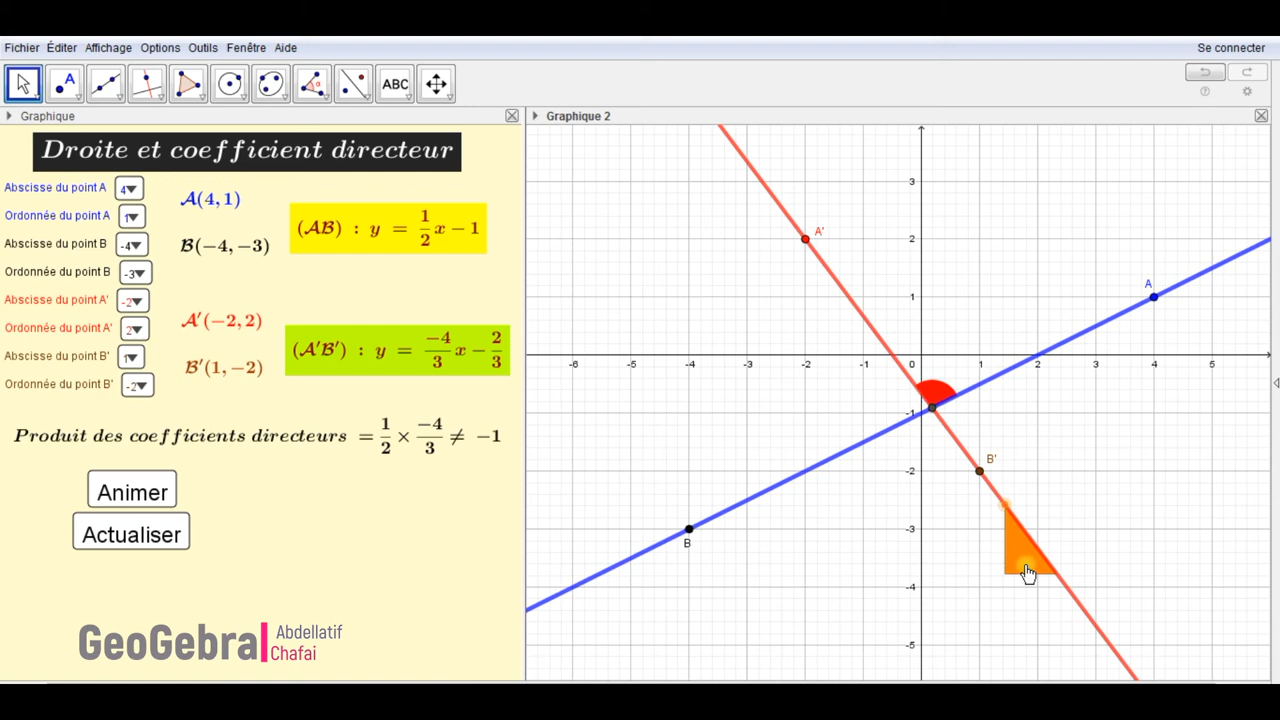 Fichier Éditer Affichage Options Outils Fenêtre Aide Se connecter
A ABC
Graphique
Graphique 2
Droite et coefficient directeur
Abscisse du point A 4
Ordonnée du point A 1
Abscisse du point B -4
Ordonnée du point B -3
Abscisse du point A' -2
Ordonnée du point A' 2
Abscisse du point B' 1
Ordonnée du point B' -2
A(4, 1)
B(−4, −3)
(AB) : y = 1/2 x − 1
A′(−2, 2)
B′(1, −2)
(A′B′) : y = −4/3 x − 2/3
Produit des coefficients directeurs = 1/2 × −4/3 ≠ −1
Animer
Actualiser
GeoGebra Abdellatif
Chafai
3
A'
2
A
1
-6 -5 -4 -3 -2 -1 0 1 2 3 4 5
-1
B'
-2
-3
B
-4
-5